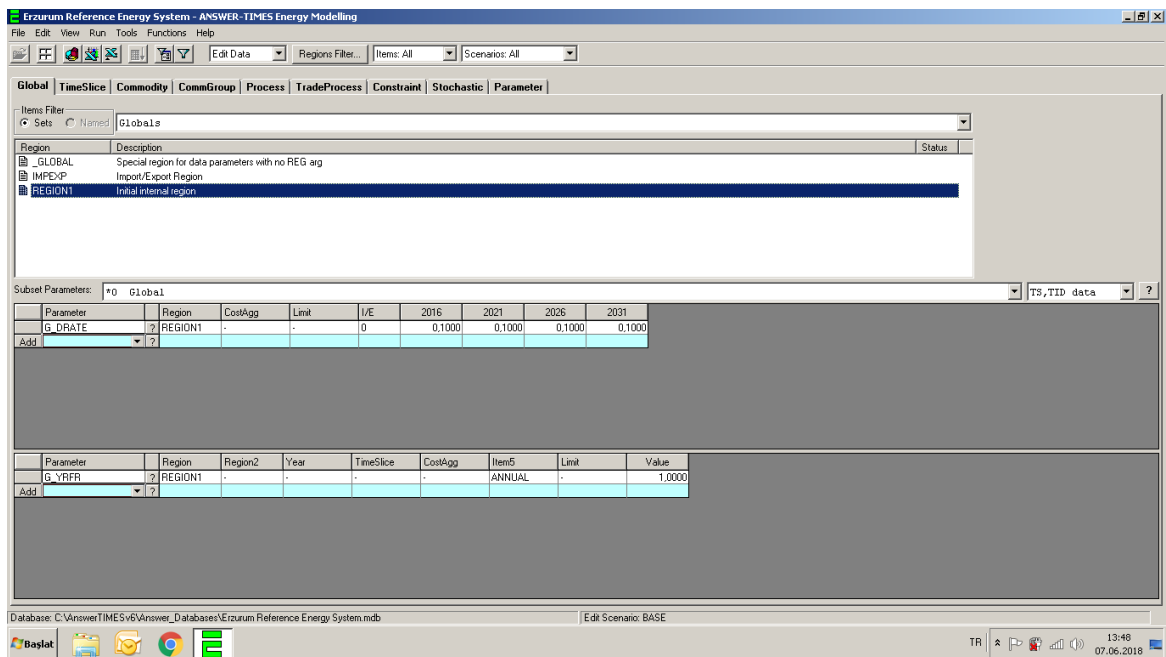 Erzurum Reference Energy System - ANSWER-TIMES Energy Modelling
File Edit View Run Tools Functions Help
Edit Data Regions Filter... Items: All Scenarios: All
Global TimeSlice Commodity CommGroup Process TradeProcess Constraint Stochastic Parameter
Items Filter
Sets Named Globals
Region Description Status
_GLOBAL Special region for data parameters with no REG arg
IMPEXP Import/Export Region
REGION1 Initial internal region
Subset Parameters: *0 Global TS,TID data ?
Parameter Region CostAgg Limit I/E 2016 2021 2026 2031
G_DRATE ? REGION1 - - 0 0,1000 0,1000 0,1000 0,1000
Add ?
Parameter Region Region2 Year TimeSlice CostAgg Item5 Limit Value
G_YRFR ? REGION1 - - - - ANNUAL - 1,0000
Add ?
Database: C:\AnswerTIMESv6\Answer_Databases\Erzurum Reference Energy System.mdb Edit Scenario: BASE
Başlat TR 13:48
07.06.2018